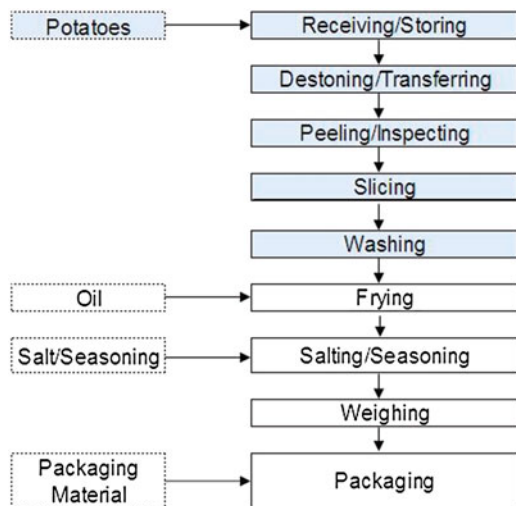 Potatoes
Receiving/Storing
Destoning/Transferring
Peeling/Inspecting
Slicing
Washing
Oil
Frying
Salt/Seasoning
Salting/Seasoning
Weighing
Packaging
Material
Packaging